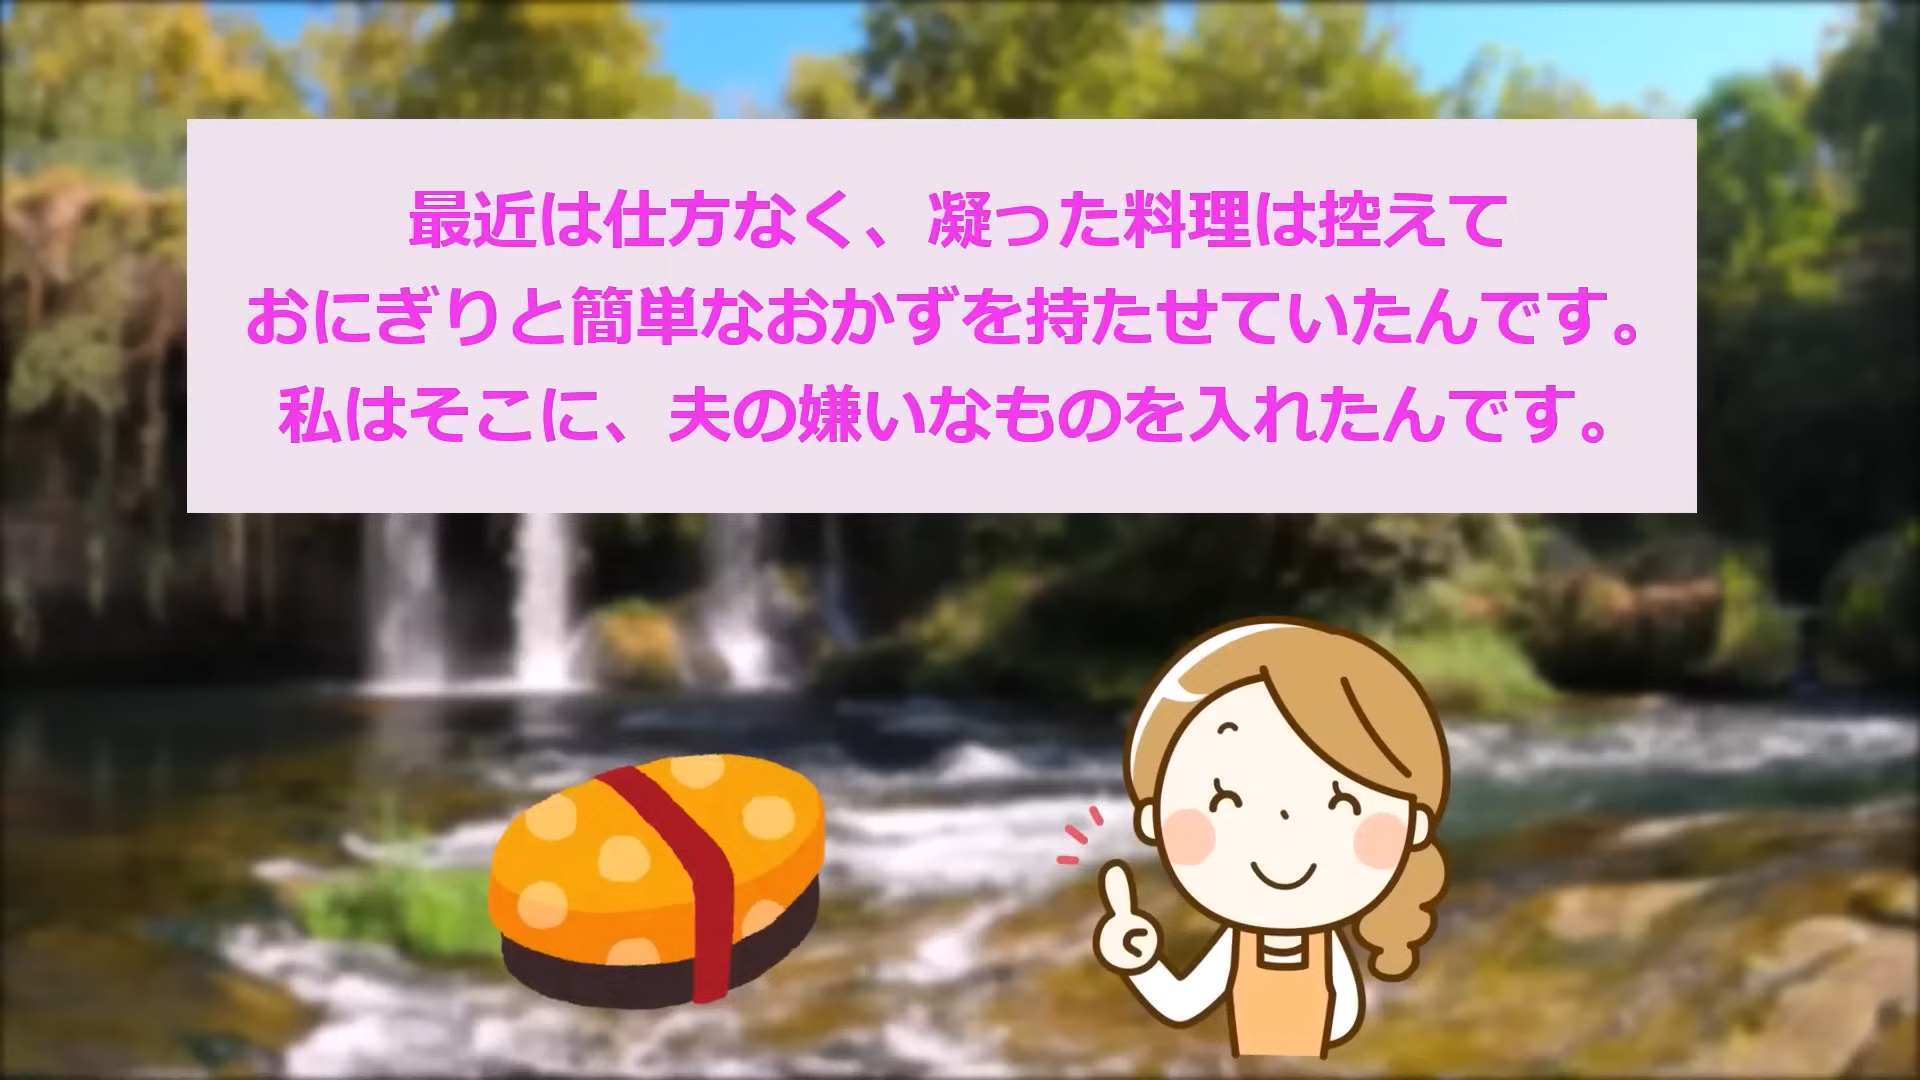 最近は仕方なく、凝った料理は控えて
おにぎりと簡単なおかずを持たせていたんです。
私はそこに、夫の嫌いなものを入れたんです。